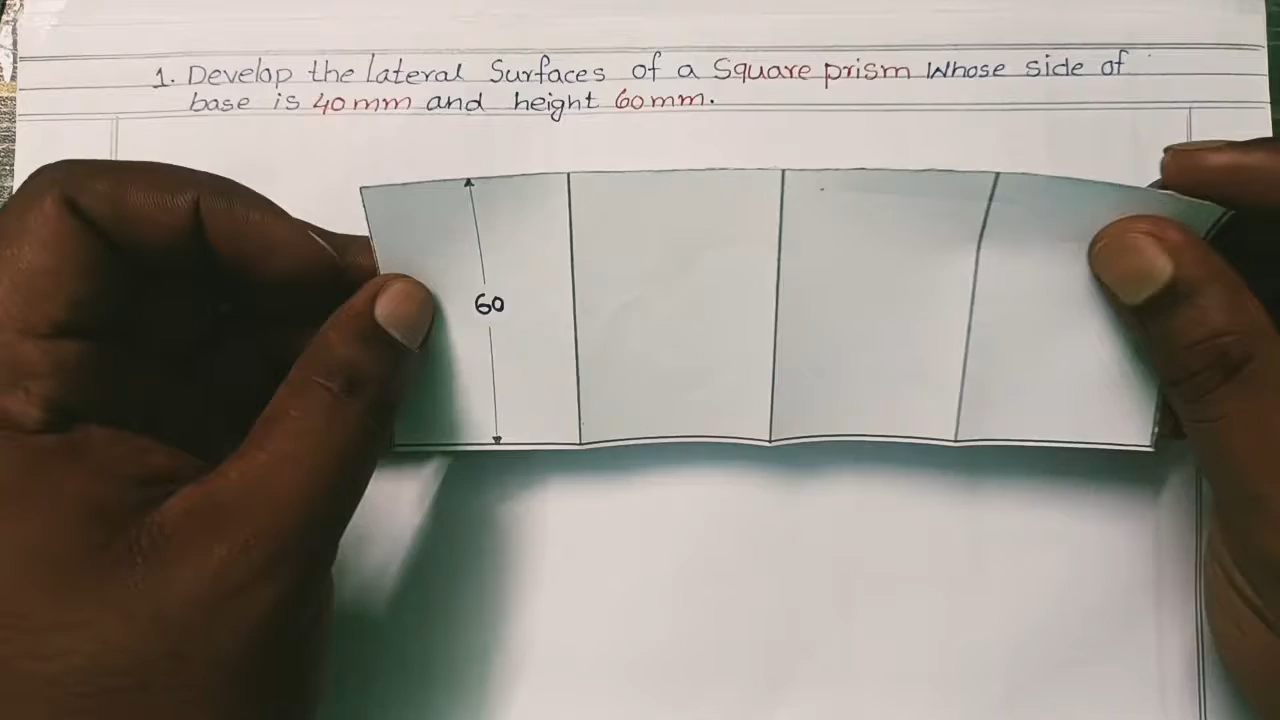 1. Develop the lateral Surfaces of a Square prism Whose side of
base is 40mm and height 60mm.
60